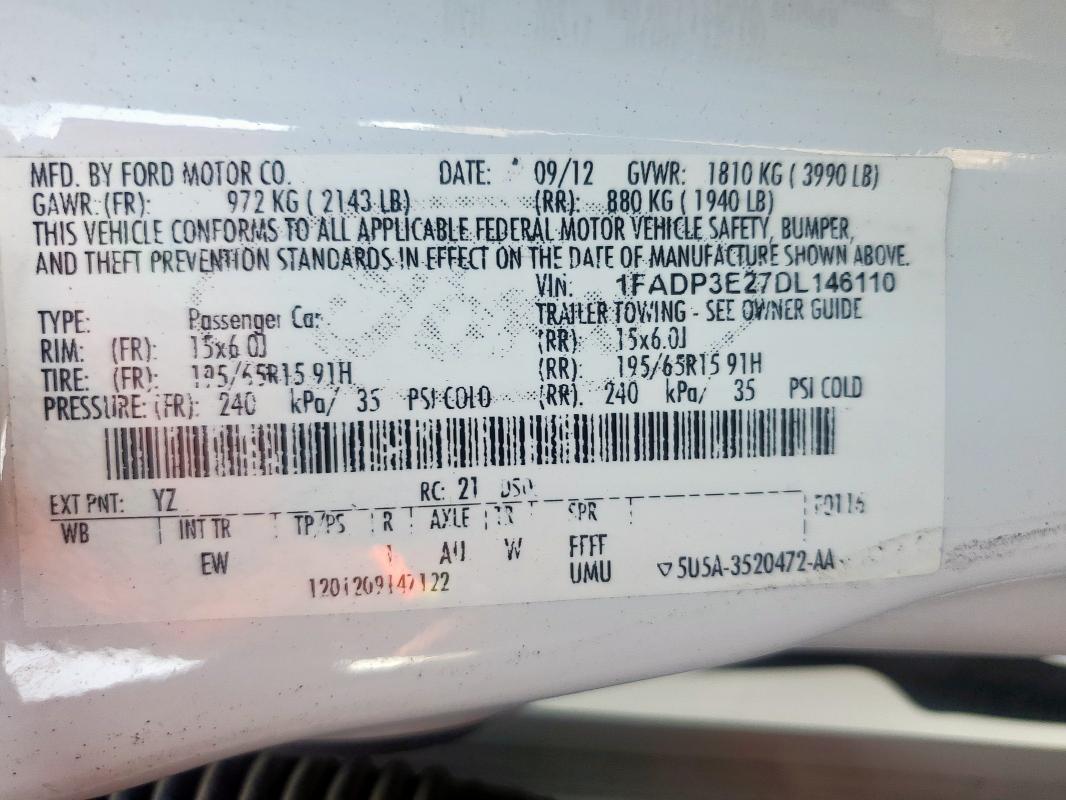 MFD. BY FORD MOTOR CO. DATE: 09/12 GVWR: 1810 KG ( 3990 LB)
GAWR: (FR): 972 KG ( 2143 LB) (RR): 880 KG ( 1940 LB)
THIS VEHICLE CONFORMS TO ALL APPLICABLE FEDERAL MOTOR VEHICLE SAFETY, BUMPER,
AND THEFT PREVENTION STANDARDS IN EFFECT ON THE DATE OF MANUFACTURE SHOWN ABOVE.
VIN: 1FADP3E27DL146110
TYPE: Passenger Car TRAILER TOWING - SEE OWNER GUIDE
RIM: (FR): 15x6.0J (RR): 15x6.0J
TIRE: (FR): 195/65R15 91H (RR): 195/65R15 91H
PRESSURE: (FR): 240 kPa/ 35 PSI COLD (RR): 240 kPa/ 35 PSI COLD
EXT PNT: YZ RC: 21 DSO:
WB INT TR TP/PS R AXLE TR SPR F0116
EW W FFFF
UMU ▽5U5A-3520472-AA